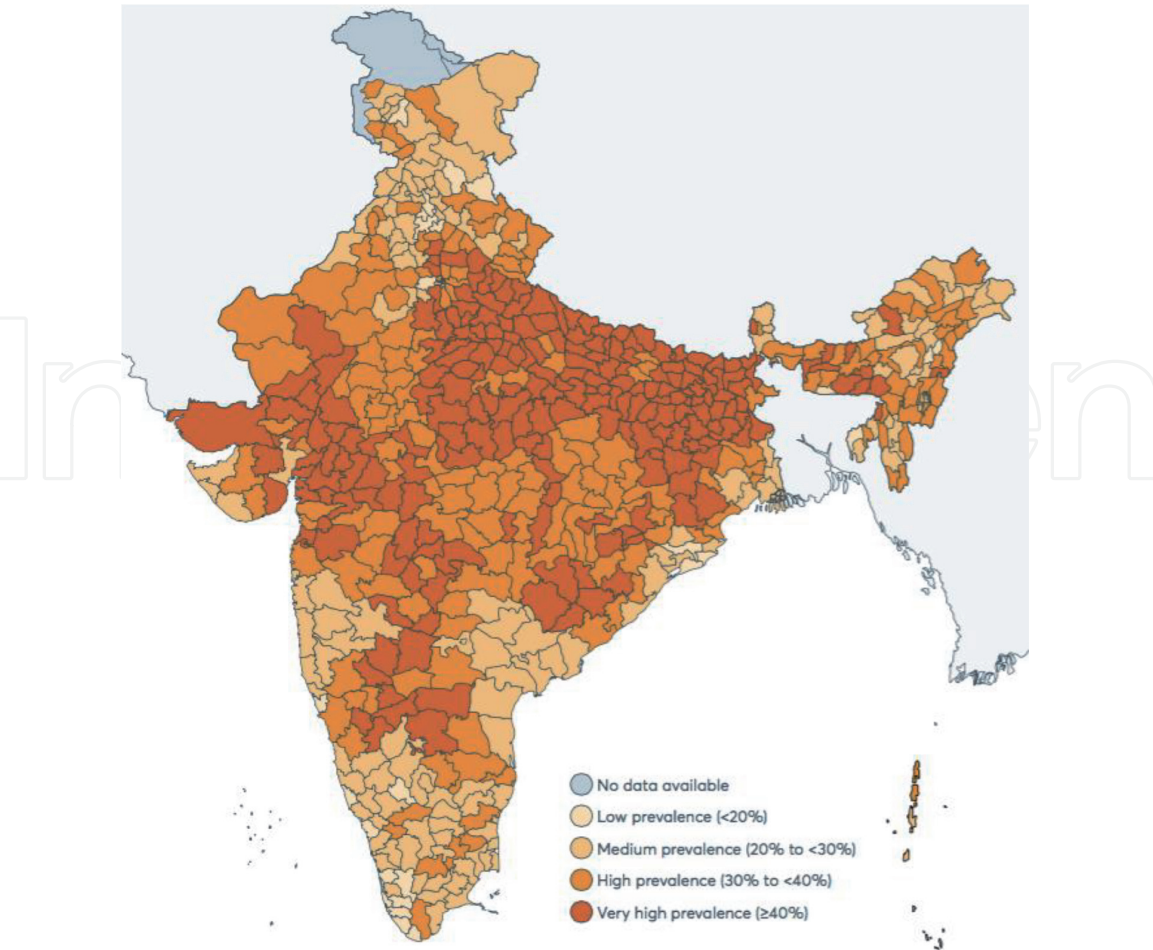 No data available
Low prevalence (<20%)
Medium prevalence (20% to <30%)
High prevalence (30% to <40%)
Very high prevalence (≥40%)